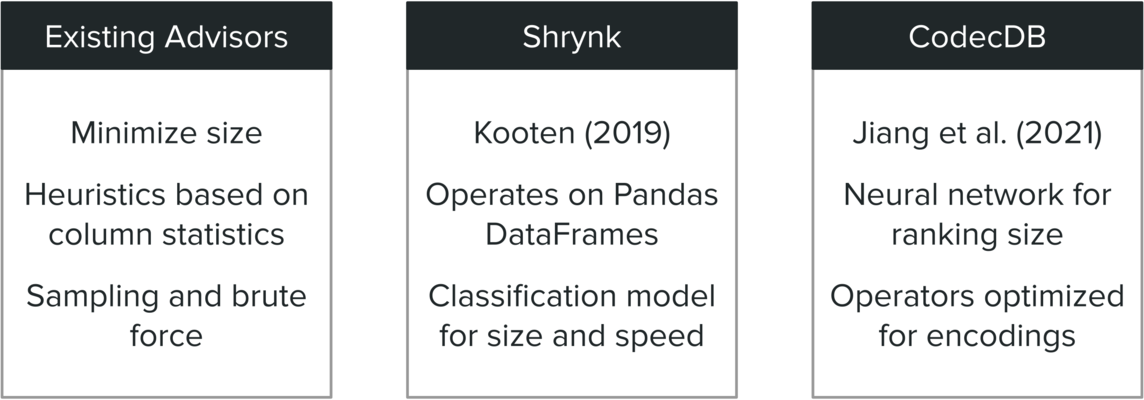 Existing Advisors
Minimize size
Heuristics based on
column statistics
Sampling and brute
force
Shrynk
Kooten (2019)
Operates on Pandas
DataFrames
Classification model
for size and speed
CodecDB
Jiang et al. (2021)
Neural network for
ranking size
Operators optimized
for encodings